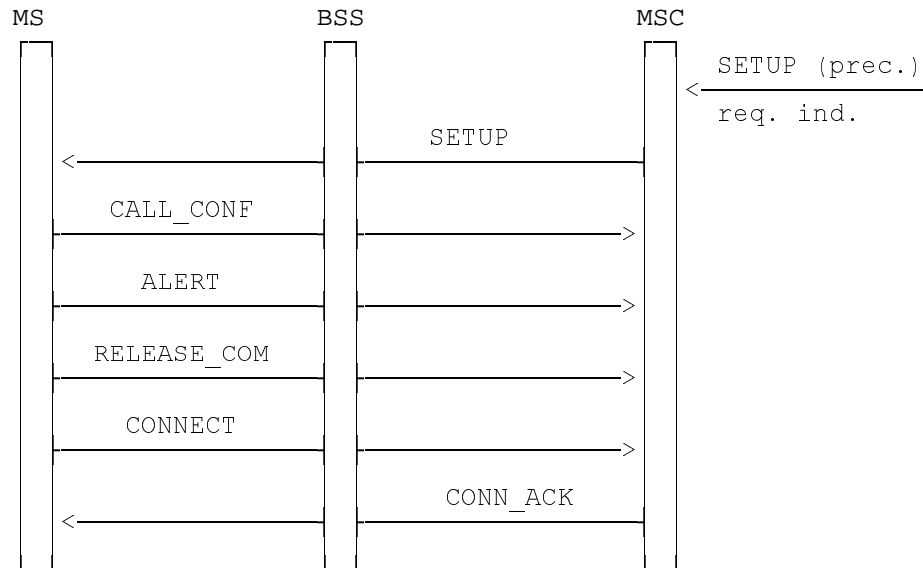 MS BSS MSC
SETUP (prec.)
req. ind.
SETUP
CALL_CONF
ALERT
RELEASE_COM
CONNECT
CONN_ACK